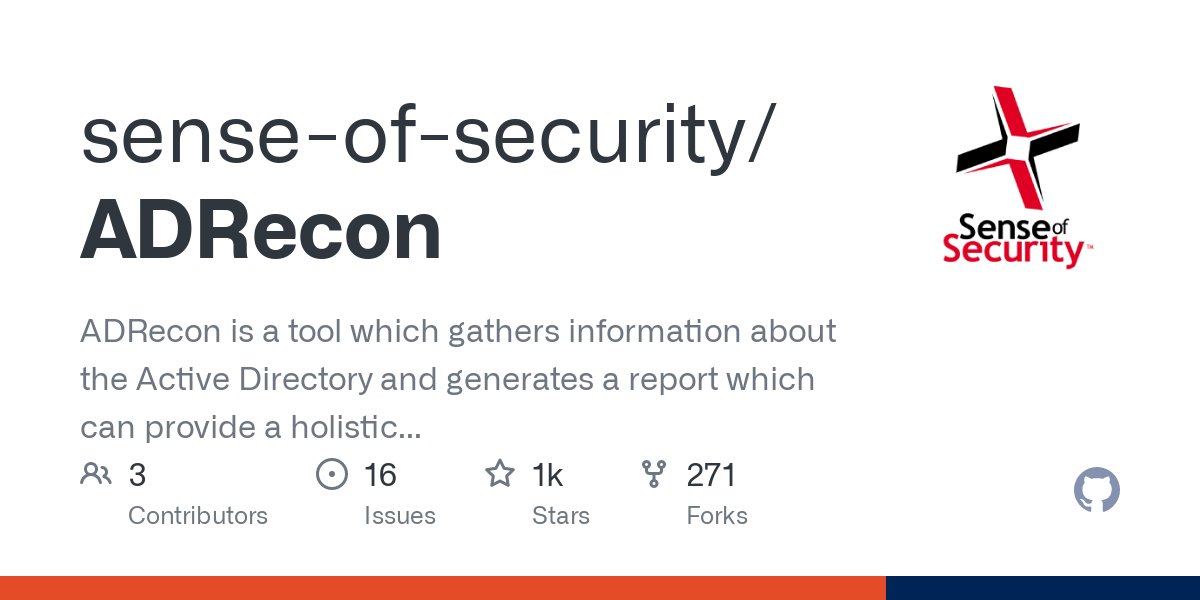 sense-of-security/
ADRecon
Sense of
Security™
ADRecon is a tool which gathers information about
the Active Directory and generates a report which
can provide a holistic...
3
Contributors
16
Issues
1k
Stars
271
Forks